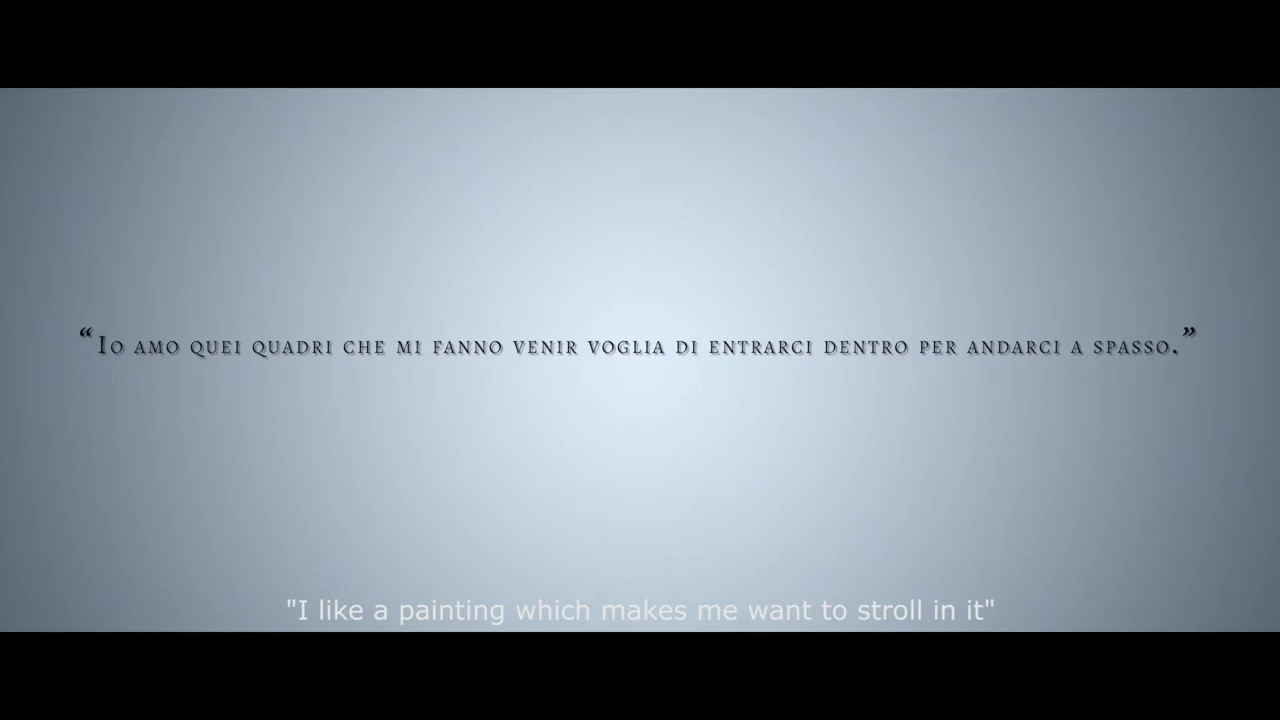 “Io amo quei quadri che mi fanno venir voglia di entrarci dentro per andarci a spasso.”
"I like a painting which makes me want to stroll in it"